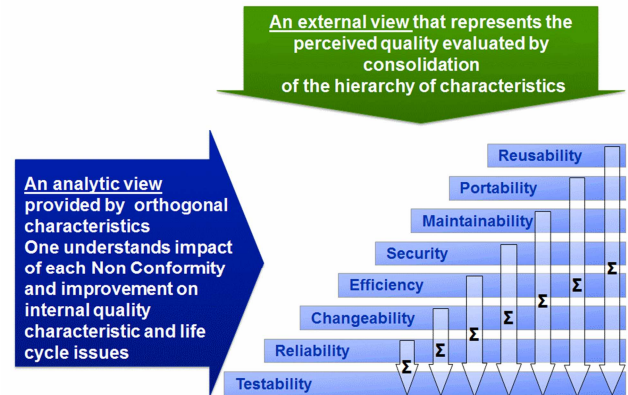 An external view that represents the
perceived quality evaluated by
consolidation
of the hierarchy of characteristics
An analytic view
provided by orthogonal
characteristics
One understands impact
of each Non Conformity
and improvement on
internal quality
characteristic and life
cycle issues
Reusability
Portability
Maintainability
Security
Efficiency
Changeability
Reliability
Testability
Σ
Σ
Σ
Σ
Σ
Σ
Σ